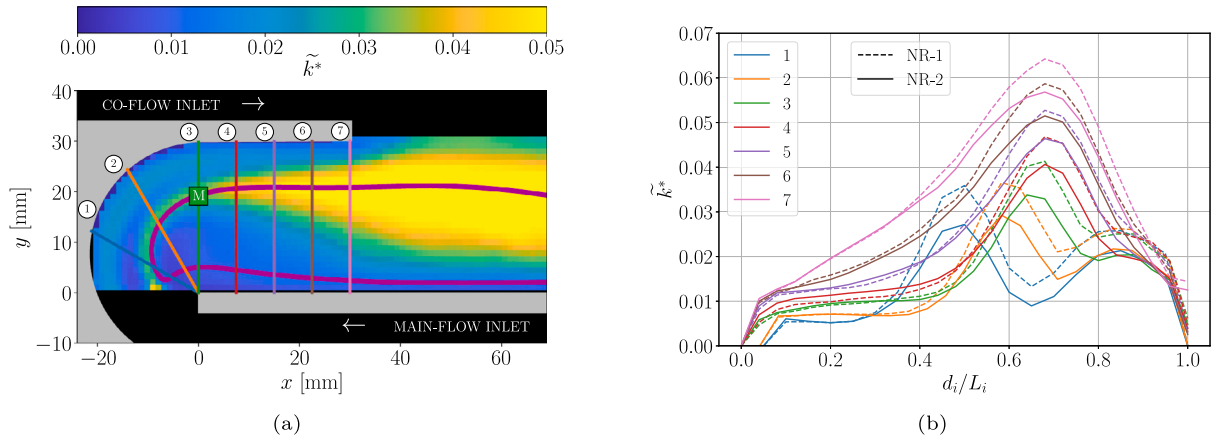 0.00 0.01 0.02 0.03 0.04 0.05
k̃*
40
30
20
10
0
−10
y [mm]
CO-FLOW INLET →
1 2 3 4 5 6 7
M
← MAIN-FLOW INLET
−20 0 20 40 60
x [mm]
(a)
0.07
0.06
0.05
0.04
0.03
0.02
0.01
0.00
k̃*
1
2
3
4
5
6
7
NR-1
NR-2
0.0 0.2 0.4 0.6 0.8 1.0
d_i/L_i
(b)